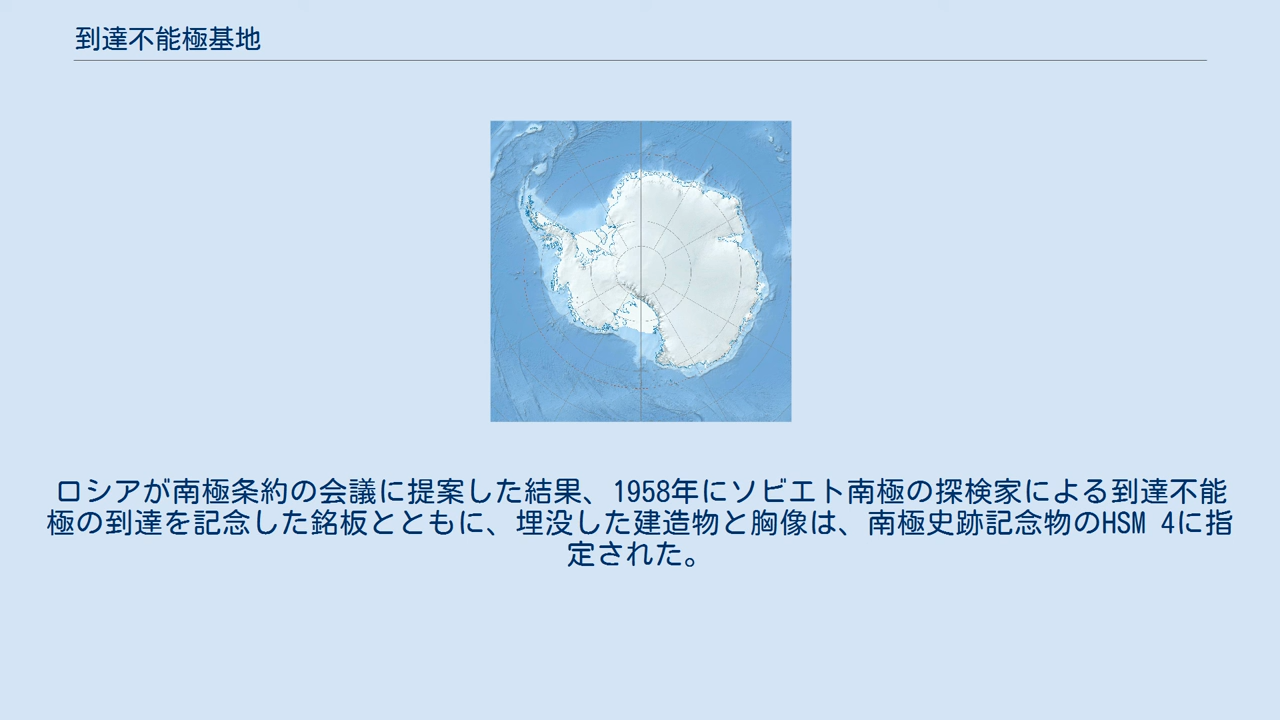 到達不能極基地
ロシアが南極条約の会議に提案した結果、1958年にソビエト南極の探検家による到達不能
極の到達を記念した銘板とともに、埋没した建造物と胸像は、南極史跡記念物のHSM 4に指
定された。